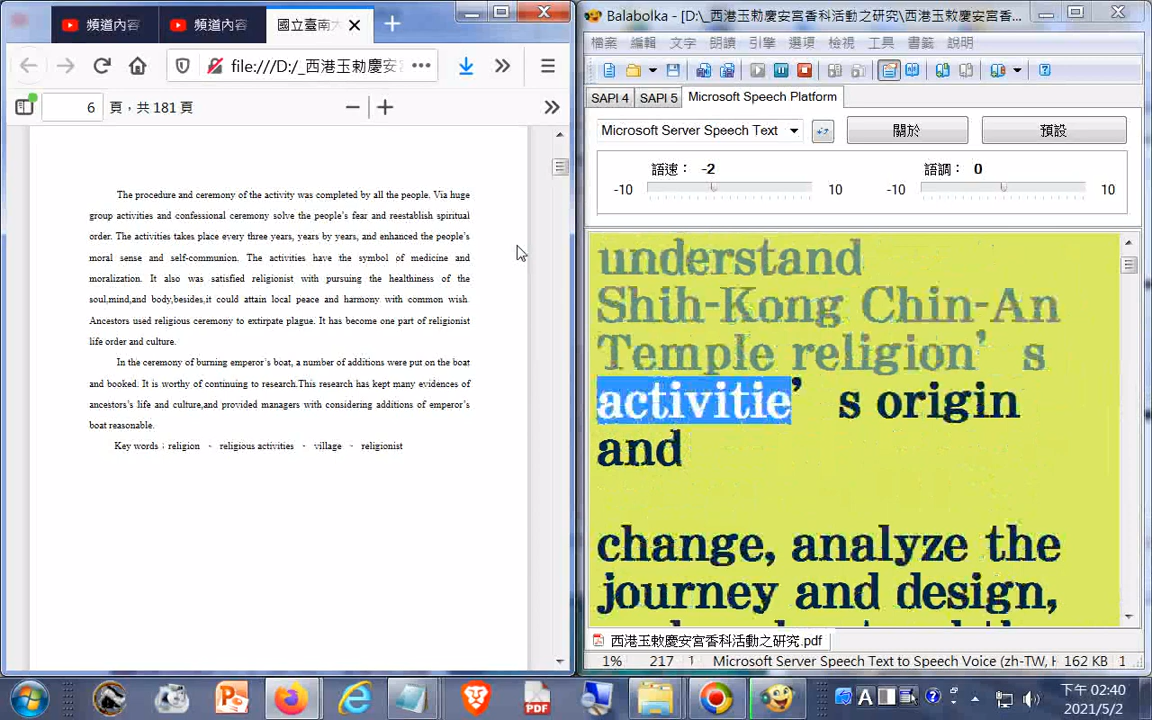 頻道內容
頻道內容
國立臺南大
file:///D:/_西港玉勅慶安宮
6 頁，共 181 頁
The procedure and ceremony of the activity was completed by all the people. Via huge
group activities and confessional ceremony solve the people's fear and reestablish spiritual
order. The activities takes place every three years, years by years, and enhanced the people's
moral sense and self-communion. The activities have the symbol of medicine and
moralization. It also was satisfied religionist with pursuing the healthiness of the
soul,mind,and body,besides,it could attain local peace and harmony with common wish.
Ancestors used religious ceremony to extirpate plague. It has become one part of religionist
life order and culture.
In the ceremony of burning emperor's boat, a number of additions were put on the boat
and booked. It is worthy of continuing to research.This research has kept many evidences of
ancestors's life and culture,and provided managers with considering additions of emperor's
boat reasonable.
Key words：religion 、 religious activities 、 village 、 religionist
Balabolka - [D:\_西港玉勅慶安宮香科活動之研究\西港玉敕慶安宮香...
檔案 編輯 文字 朗讀 引擎 選項 檢視 工具 書籤 說明
SAPI 4 SAPI 5 Microsoft Speech Platform
Microsoft Server Speech Text
關於
預設
語速： -2
語調： 0
-10 10 -10 10
understand
Shih-Kong Chin-An
Temple religion’ s
activitie’ s origin
and
change, analyze the
journey and design,
西港玉敕慶安宮香科活動之研究.pdf
1% 217 1 Microsoft Server Speech Text to Speech Voice (zh-TW, H 162 KB 1
PDF
下午 02:40
2021/5/2